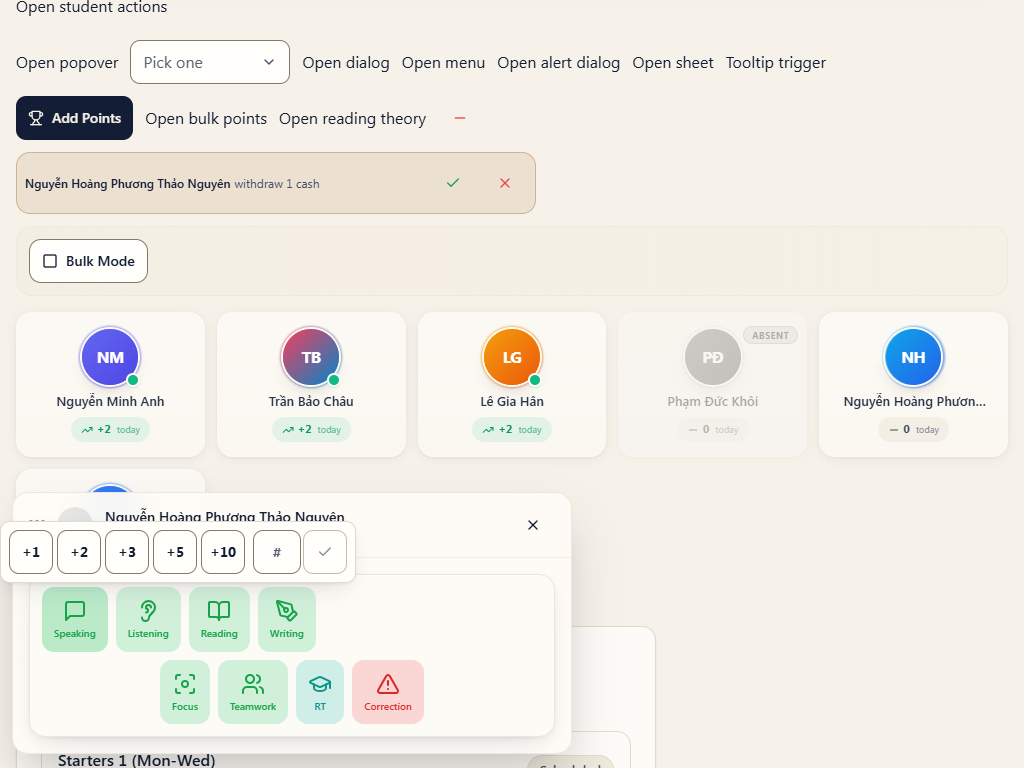 Open student actions
Open popover Pick one Open dialog Open menu Open alert dialog Open sheet Tooltip trigger
Add Points Open bulk points Open reading theory
Nguyễn Hoàng Phương Thảo Nguyên withdraw 1 cash
Bulk Mode
NM TB LG PĐ ABSENT NH
Nguyễn Minh Anh Trần Bảo Châu Lê Gia Hân Phạm Đức Khôi Nguyễn Hoàng Phươn...
+2 today +2 today +2 today 0 today 0 today
Nguyễn Hoàng Phương Thảo Nguyên
+1 +2 +3 +5 +10 #
Speaking Listening Reading Writing
Focus Teamwork RT Correction
Starters 1 (Mon-Wed)